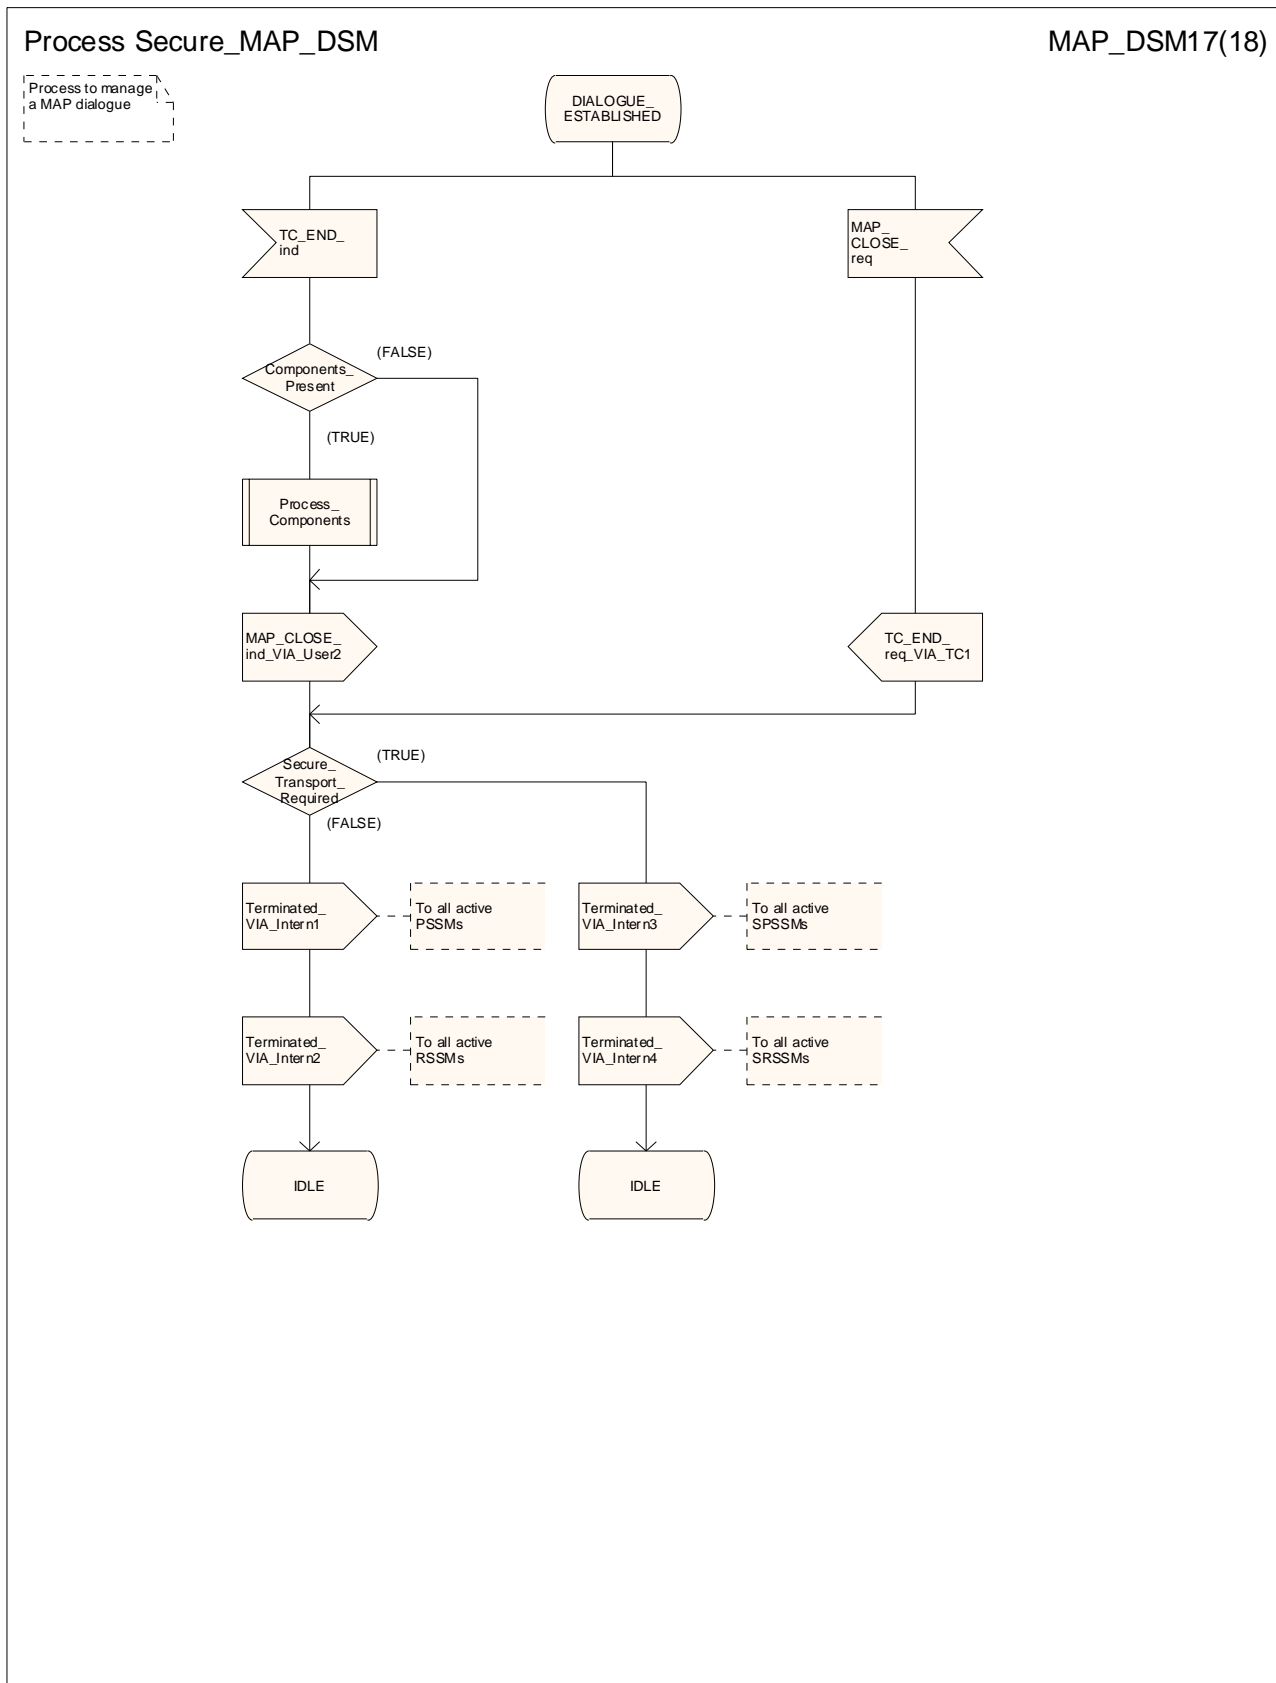 Process Secure_MAP_DSM
MAP_DSM17(18)
Process to manage
a MAP dialogue
DIALOGUE_
ESTABLISHED
TC_END_
ind
MAP_
CLOSE_
req
Components_
Present
(FALSE)
(TRUE)
Process_
Components
MAP_CLOSE_
ind_VIA_User2
TC_END_
req_VIA_TC1
Secure_
Transport_
Required
(TRUE)
(FALSE)
Terminated_
VIA_Intern1
To all active
PSSMs
Terminated_
VIA_Intern3
To all active
SPSSMs
Terminated_
VIA_Intern2
To all active
RSSMs
Terminated_
VIA_Intern4
To all active
SRSSMs
IDLE
IDLE